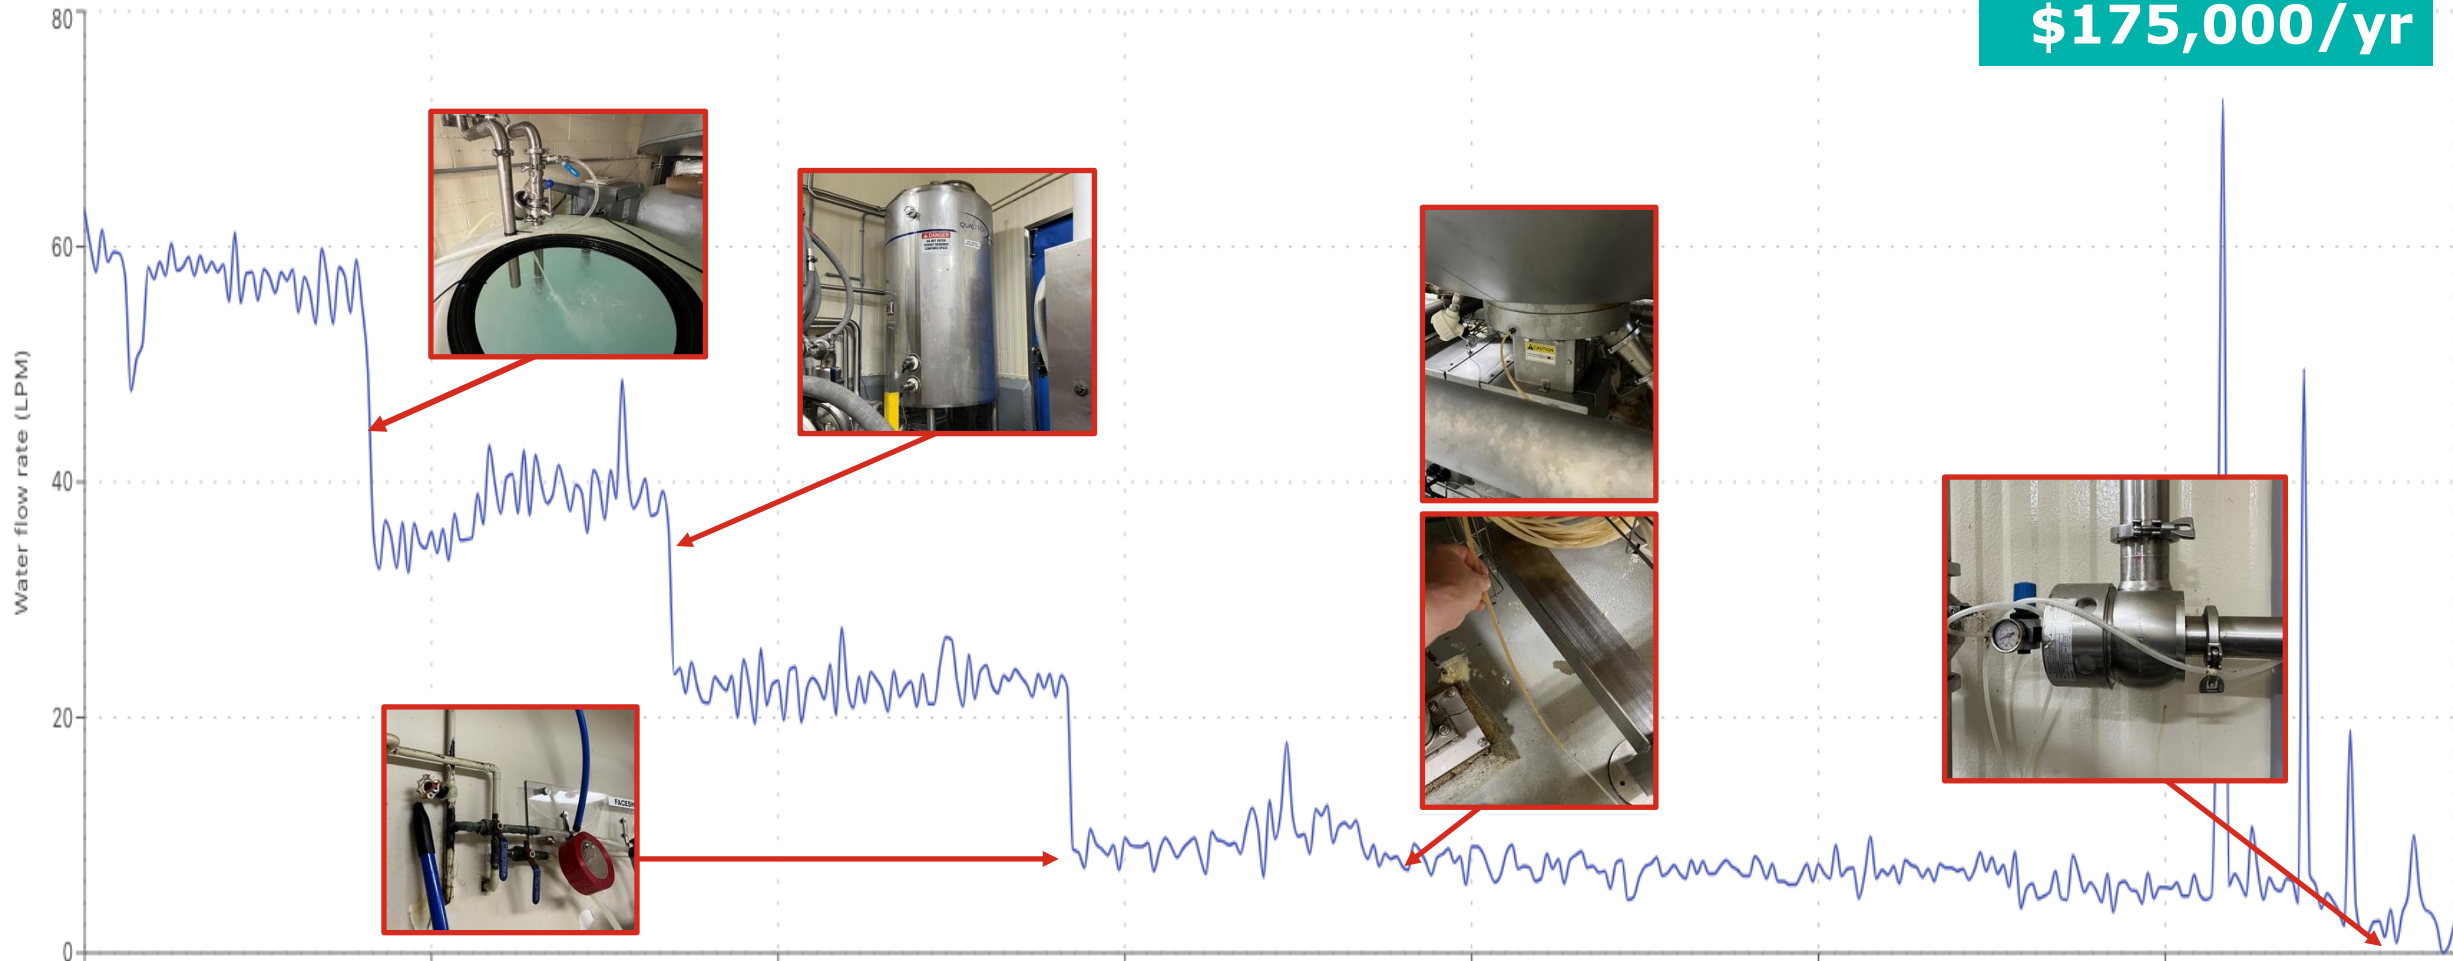 $175,000/yr
80
60
40
20
0
Water flow rate (LPM)
DANGER
CAUTION
FACESH